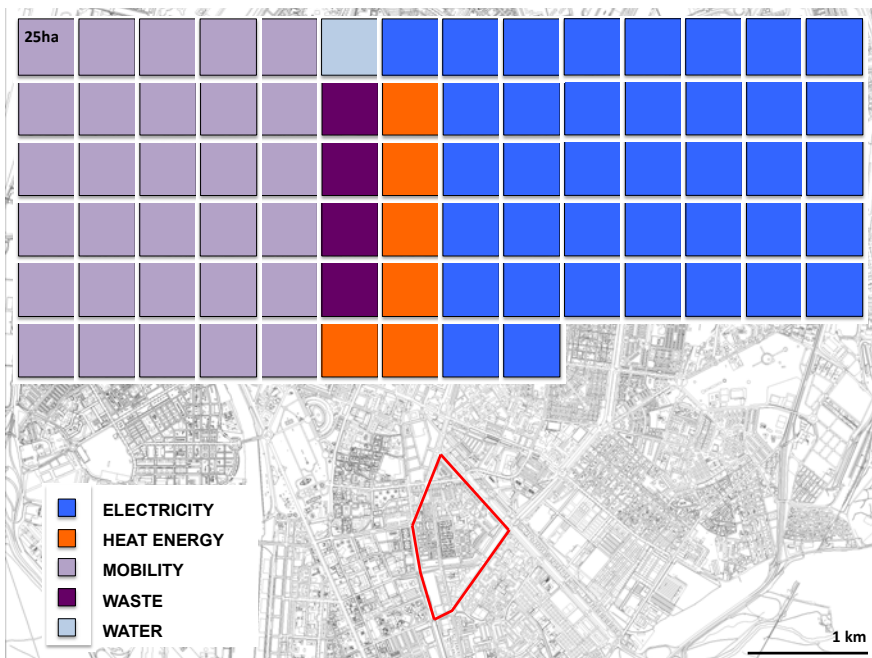 25ha
ELECTRICITY
HEAT ENERGY
MOBILITY
WASTE
WATER
1 km